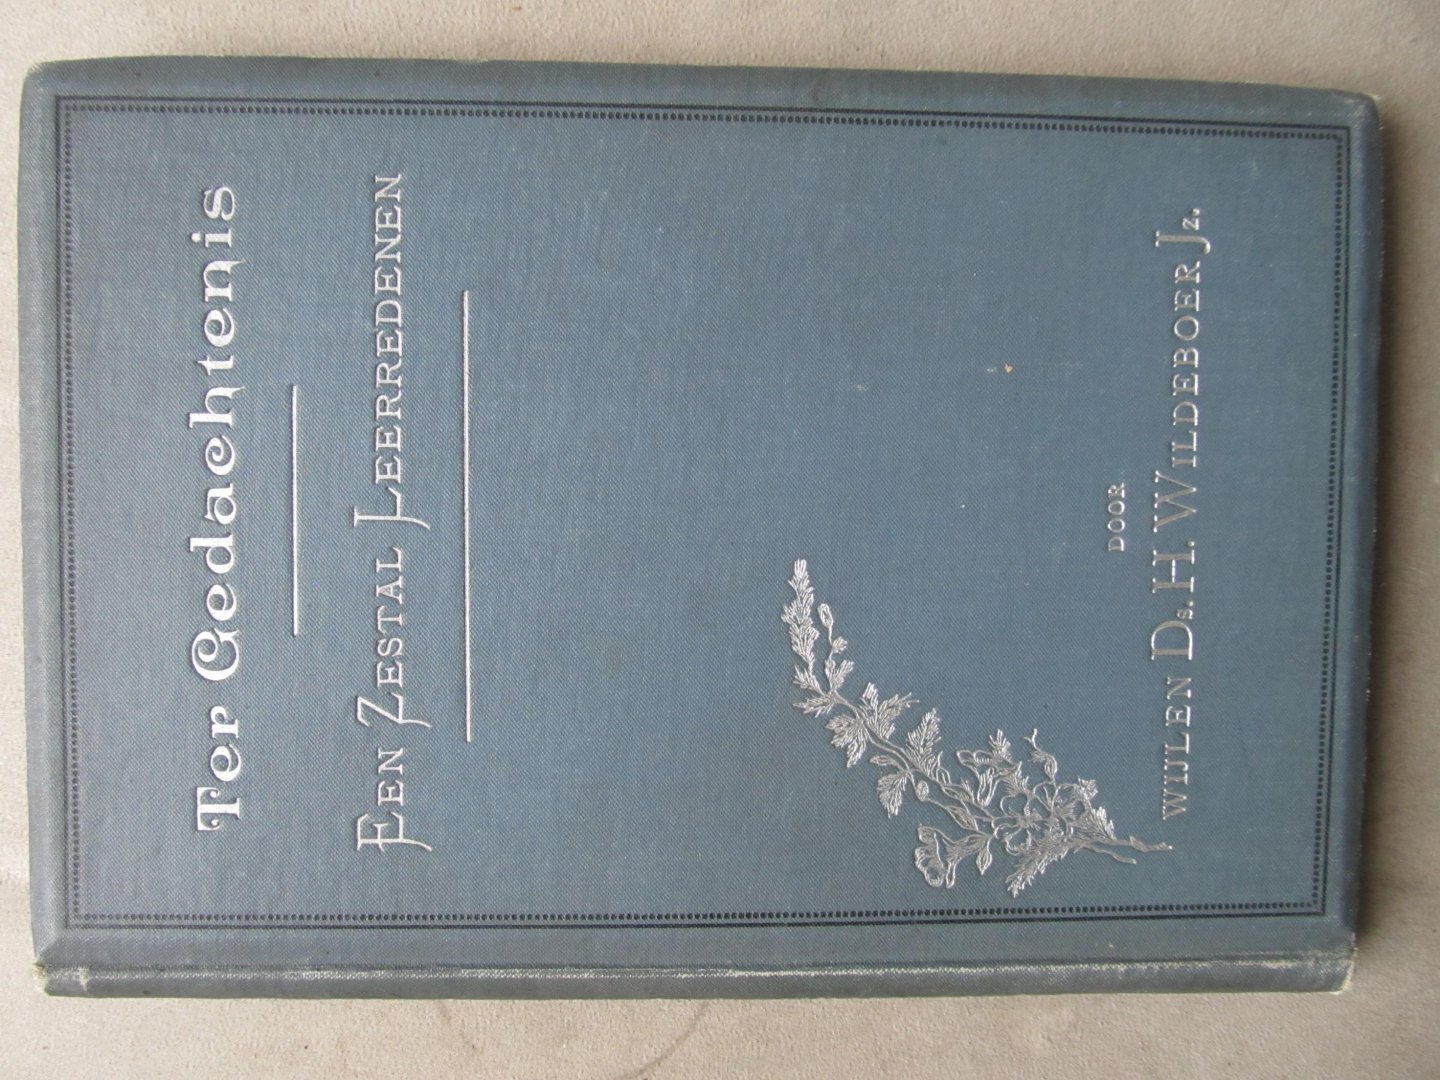 Ter Gedachtenis
EEN ZESTAL LEERREDENEN
DOOR
WIJLEN Ds. H. WILDEBOER Jz.